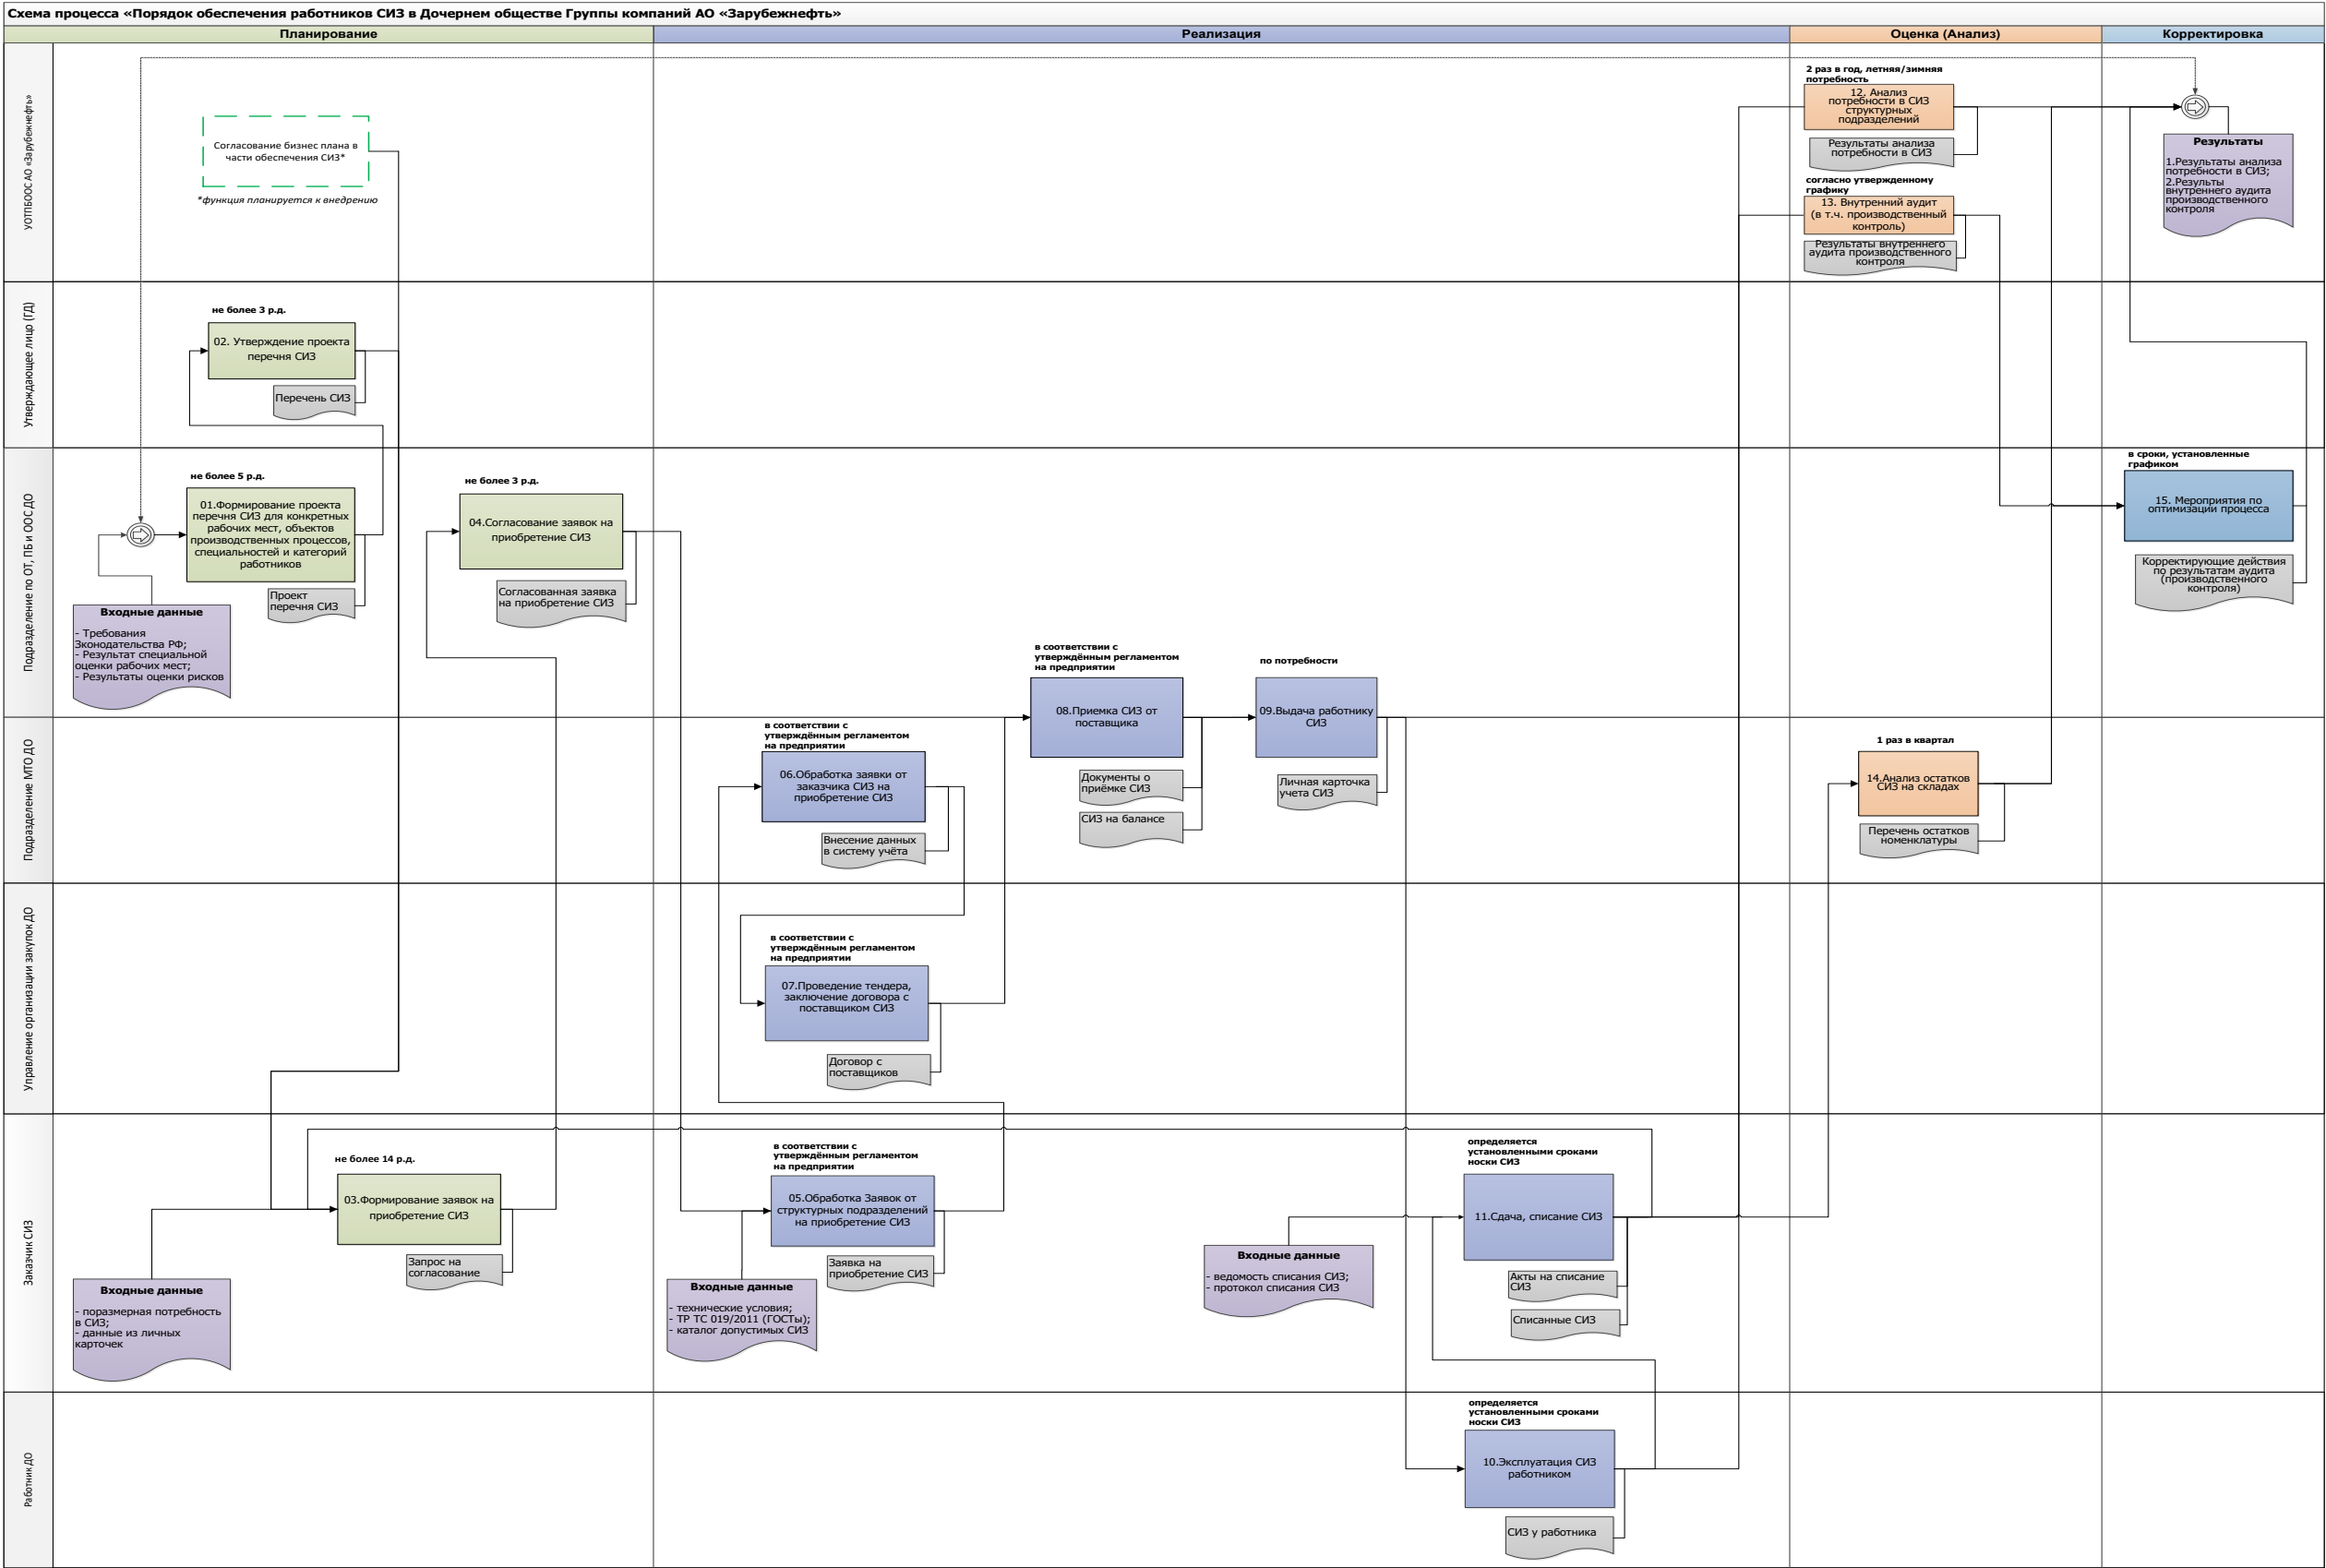 Схема процесса «Порядок обеспечения работников СИЗ в Дочернем обществе Группы компаний АО «Зарубежнефть»
Планирование
Реализация
Оценка (Анализ)
Корректировка
УОТПБООС АО «Зарубежнефть»
Согласование бизнес плана в
части обеспечения СИЗ*
*функция планируется к внедрению
2 раз в год, летняя/зимняя
потребность
12. Анализ
потребности в СИЗ
структурных
подразделений
Результаты анализа
потребности в СИЗ
согласно утвержденному
графику
13. Внутренний аудит
(в т.ч. производственный
контроль)
Результаты внутреннего
аудита производственного
контроля
Результаты
1.Результаты анализа
потребности в СИЗ;
2.Результы
внутреннего аудита
производственного
контроля
Утверждающее лицо (ГД)
не более 3 р.д.
02. Утверждение проекта
перечня СИЗ
Перечень СИЗ
Подразделение по ОТ, ПБ и ООС ДО
не более 5 р.д.
01.Формирование проекта
перечня СИЗ для конкретных
рабочих мест, объектов
производственных процессов,
специальностей и категорий
работников
Проект
перечня СИЗ
Входные данные
- Требования
Зконодательства РФ;
- Результат специальной
оценки рабочих мест;
- Результаты оценки рисков
не более 3 р.д.
04.Согласование заявок на
приобретение СИЗ
Согласованная заявка
на приобретение СИЗ
в соответствии с
утверждённым регламентом
на предприятии
08.Приемка СИЗ от
поставщика
Документы о
приёмке СИЗ
СИЗ на балансе
по потребности
09.Выдача работнику
СИЗ
Личная карточка
учета СИЗ
в сроки, установленные
графиком
15. Мероприятия по
оптимизации процесса
Корректирующие действия
по результатам аудита
(производственного
контроля)
Подразделение МТО ДО
в соответствии с
утверждённым регламентом
на предприятии
06.Обработка заявки от
заказчика СИЗ на
приобретение СИЗ
Внесение данных
в систему учёта
1 раз в квартал
14.Анализ остатков
СИЗ на складах
Перечень остатков
номенклатуры
Управление организации закупок ДО
в соответствии с
утверждённым регламентом
на предприятии
07.Проведение тендера,
заключение договора с
поставщиком СИЗ
Договор с
поставщиков
Заказчик СИЗ
не более 14 р.д.
03.Формирование заявок на
приобретение СИЗ
Запрос на
согласование
Входные данные
- поразмерная потребность
в СИЗ;
- данные из личных
карточек
в соответствии с
утверждённым регламентом
на предприятии
05.Обработка Заявок от
структурных подразделений
на приобретение СИЗ
Заявка на
приобретение СИЗ
Входные данные
- технические условия;
- ТР ТС 019/2011 (ГОСТы);
- каталог допустимых СИЗ
определяется
установленными сроками
носки СИЗ
11.Сдача, списание СИЗ
Входные данные
- ведомость списания СИЗ;
- протокол списания СИЗ
Акты на списание
СИЗ
Списанные СИЗ
Работник ДО
определяется
установленными сроками
носки СИЗ
10.Эксплуатация СИЗ
работником
СИЗ у работника